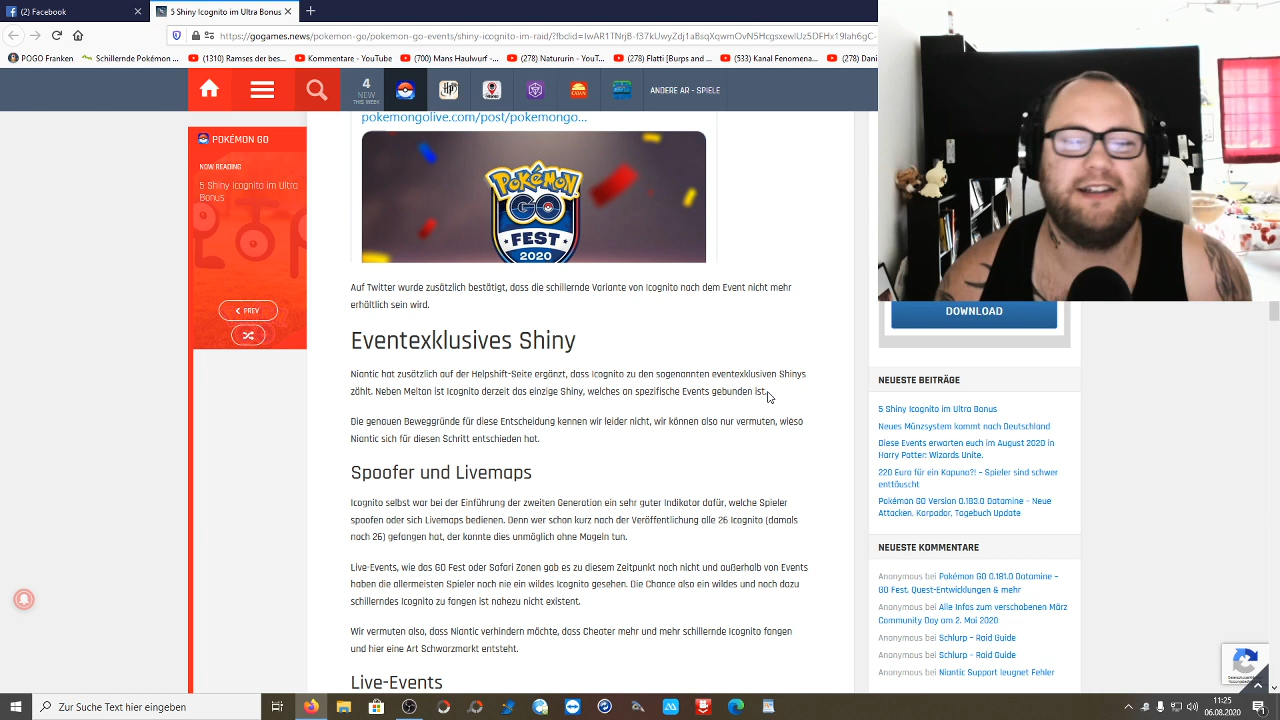 (2) Facebook
5 Shiny Icognito im Ultra Bonus
https://gogames.news/pokemon-go/pokemon-go-events/shiny-icognito-im-raid/?fbclid=IwAR1TNrjB-f37kUwyZdj1aBsqXqwmOvN5HcgsxewlUz5DFHx19Iah6gC-
POGO Franken
Schillernde Pokémon ...
(1310) Ramses der bes...
(278) YouTube
(700) Mans Howlaar - ...
(278) Natururin - YouT...
(278) Flatti [Burps and ...
(533) Kanal Fenomena...
(278) Dani
4
NEW
THIS WEEK
HP
CATAN
ANDERE AR - SPIELE
pokemongolive.com/post/pokemongo...
POKÉMON GO
NOW READING
5 Shiny Icognito im Ultra
Bonus
PREV
Pokémon
GO
FEST
2020
Auf Twitter wurde zusätzlich bestätigt, dass die schillernde Variante von Icognito nach dem Event nicht mehr
erhältlich sein wird.
Eventexklusives Shiny
Niantic hat zusätzlich auf der Helpshift-Seite ergänzt, dass Icognito zu den sogenannten eventexklusiven Shinys
zählt. Neben Meltan ist Icognito derzeit das einzige Shiny, welches an spezifische Events gebunden ist.
Die genauen Beweggründe für diese Entscheidung kennen wir leider nicht, wir können also nur vermuten, wieso
Niantic sich für diesen Schritt entschieden hat.
Spoofer und Livemaps
Icognito selbst war bei der Einführung der zweiten Generation ein sehr guter Indikator dafür, welche Spieler
spoofen oder sich Livemaps bedienen. Denn wer schon kurz nach der Veröffentlichung alle 26 Icognito (damals
noch 26) gefangen hat, der konnte dies unmöglich ohne Mogeln tun.
Live-Events, wie das GO Fest oder Safari Zonen gab es zu diesem Zeitpunkt noch nicht und außerhalb von Events
haben die allermeisten Spieler noch nie ein wildes Icognito gesehen. Die Chance also ein wildes und noch dazu
schillerndes Icognito zu fangen ist nahezu nicht existent.
Wir vermuten also, dass Niantic verhindern möchte, dass Cheater mehr und mehr schillernde Icognito fangen
und hier eine Art Schwarzmarkt entsteht.
Live-Events
DOWNLOAD
NEUESTE BEITRÄGE
5 Shiny Icognito im Ultra Bonus
Neues Münzsystem kommt nach Deutschland
Diese Events erwarten euch im August 2020 in
Harry Potter: Wizards Unite.
220 Euro für ein Kapuno?! – Spieler sind schwer
enttäuscht
Pokémon GO Version 0.183.0 Datamine – Neue
Attacken, Karpador, Tagebuch Update
NEUESTE KOMMENTARE
Anonymous bei Pokémon GO 0.181.0 Datamine –
GO Fest, Quest-Entwicklungen & mehr
Anonymous bei Alle Infos zum verschobenen März
Community Day am 2. Mai 2020
Anonymous bei Schlurp – Raid Guide
Anonymous bei Schlurp – Raid Guide
Anonymous bei Niantic Support leugnet Fehler
Zur Suche Text hier eingeben
11:25
06.08.2020